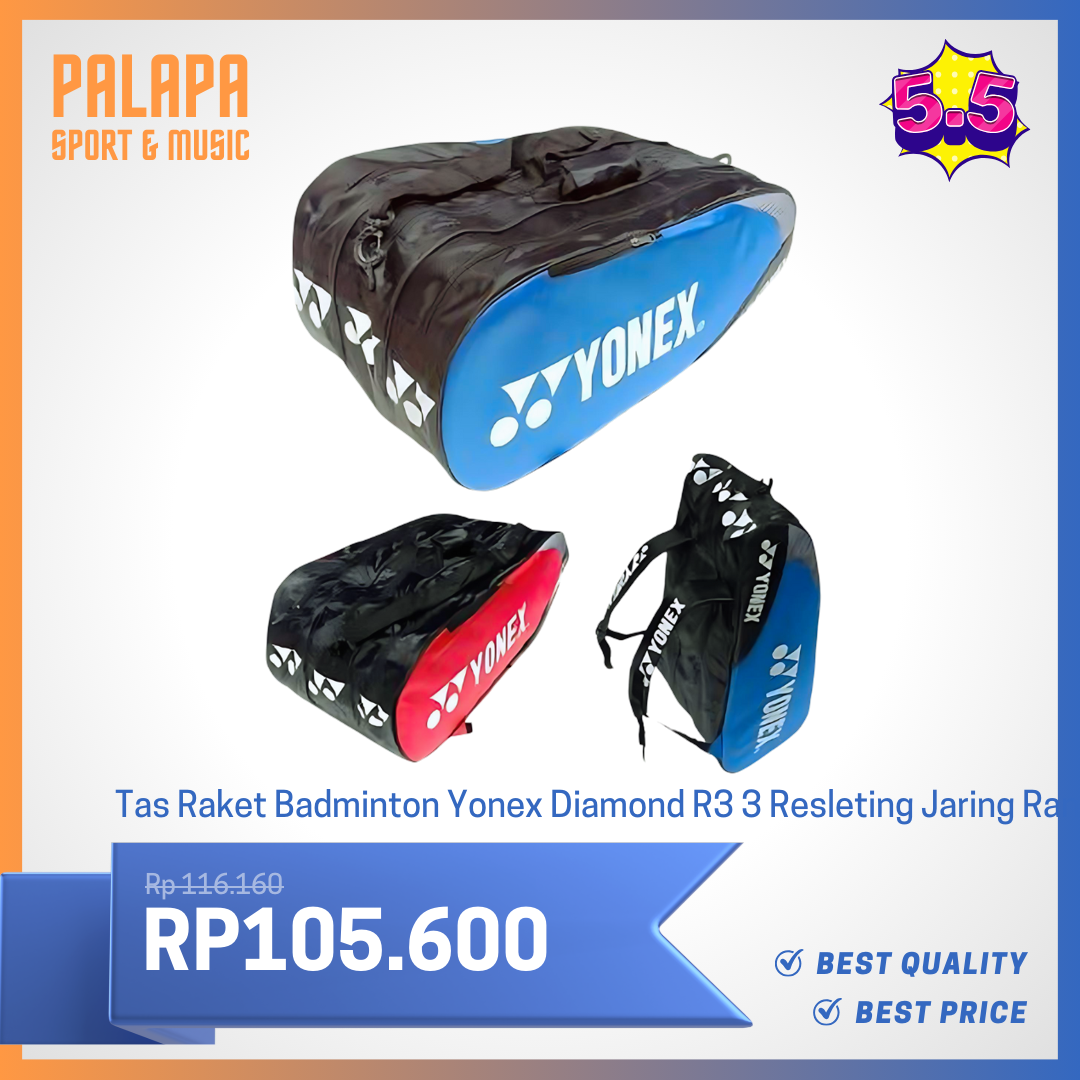 PALAPA
SPORT & MUSIC
5.5
YONEX
YONEX
YONEX
YONEX
YONEX
Tas Raket Badminton Yonex Diamond R3 3 Resleting Jaring Ra
Rp 116.160
RP105.600
BEST QUALITY
BEST PRICE